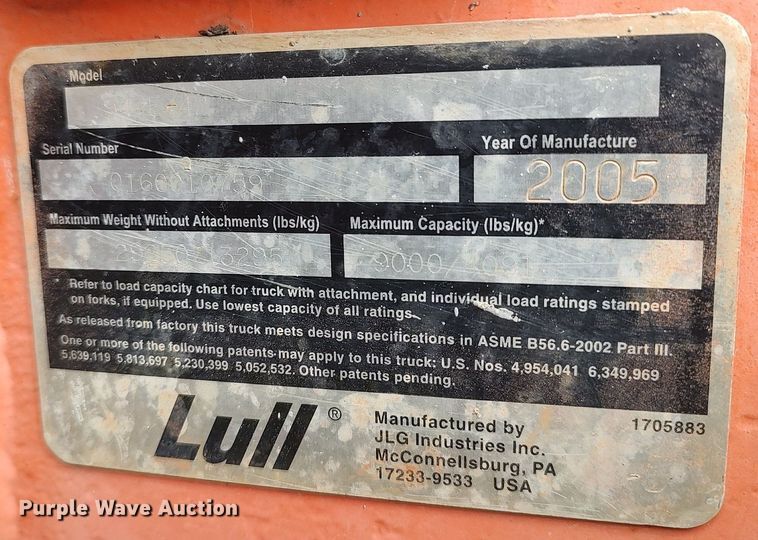 Model
Serial Number
Year Of Manufacture
2005
Maximum Weight Without Attachments (lbs/kg)
Maximum Capacity (lbs/kg)*
9000
* Refer to load capacity chart for truck with attachment, and individual load ratings stamped
on forks, if equipped. Use lowest capacity of all ratings.
As released from factory this truck meets design specifications in ASME B56.6-2002 Part III.
One or more of the following patents may apply to this truck: U.S. Nos. 4,954,041 6,349,969
5,639,119 5,813,697 5,230,399 5,052,532. Other patents pending.
Lull ®
Manufactured by
JLG Industries Inc.
McConnellsburg, PA
17233-9533 USA
1705883
Purple Wave Auction